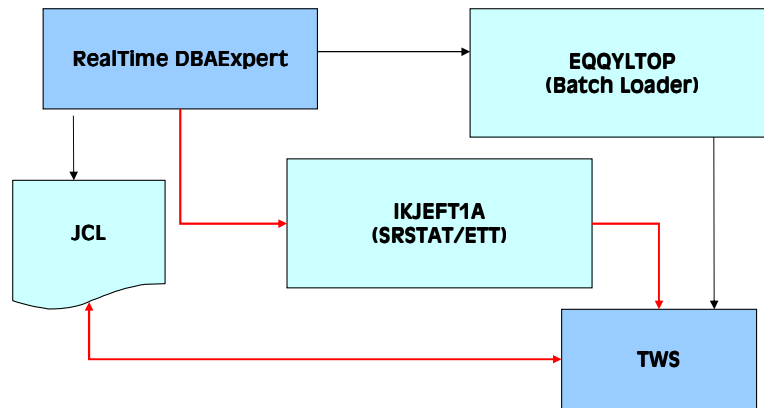 RealTime DBAExpert
EQQYLTOP
(Batch Loader)
IKJEFT1A
(SRSTAT/ETT)
JCL
TWS